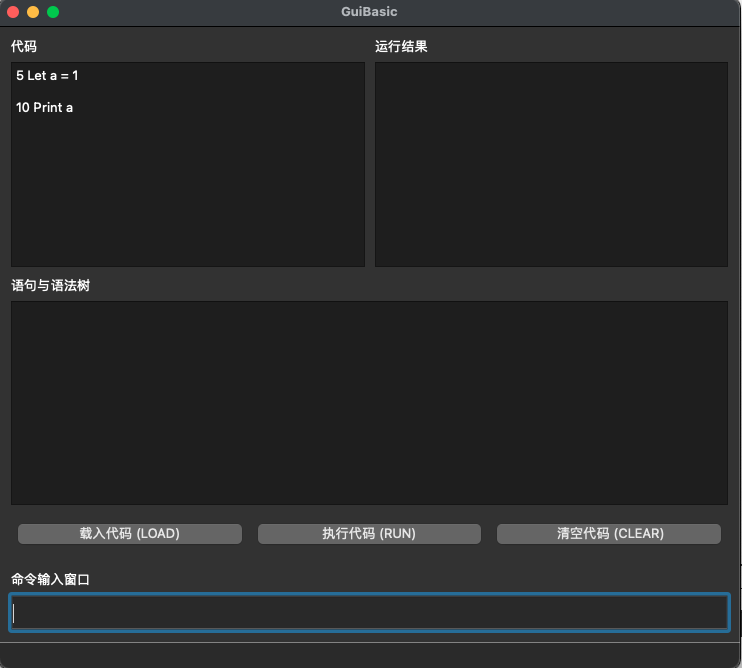 GuiBasic
代码
运行结果
5 Let a = 1
10 Print a
语句与语法树
载入代码 (LOAD)
执行代码 (RUN)
清空代码 (CLEAR)
命令输入窗口